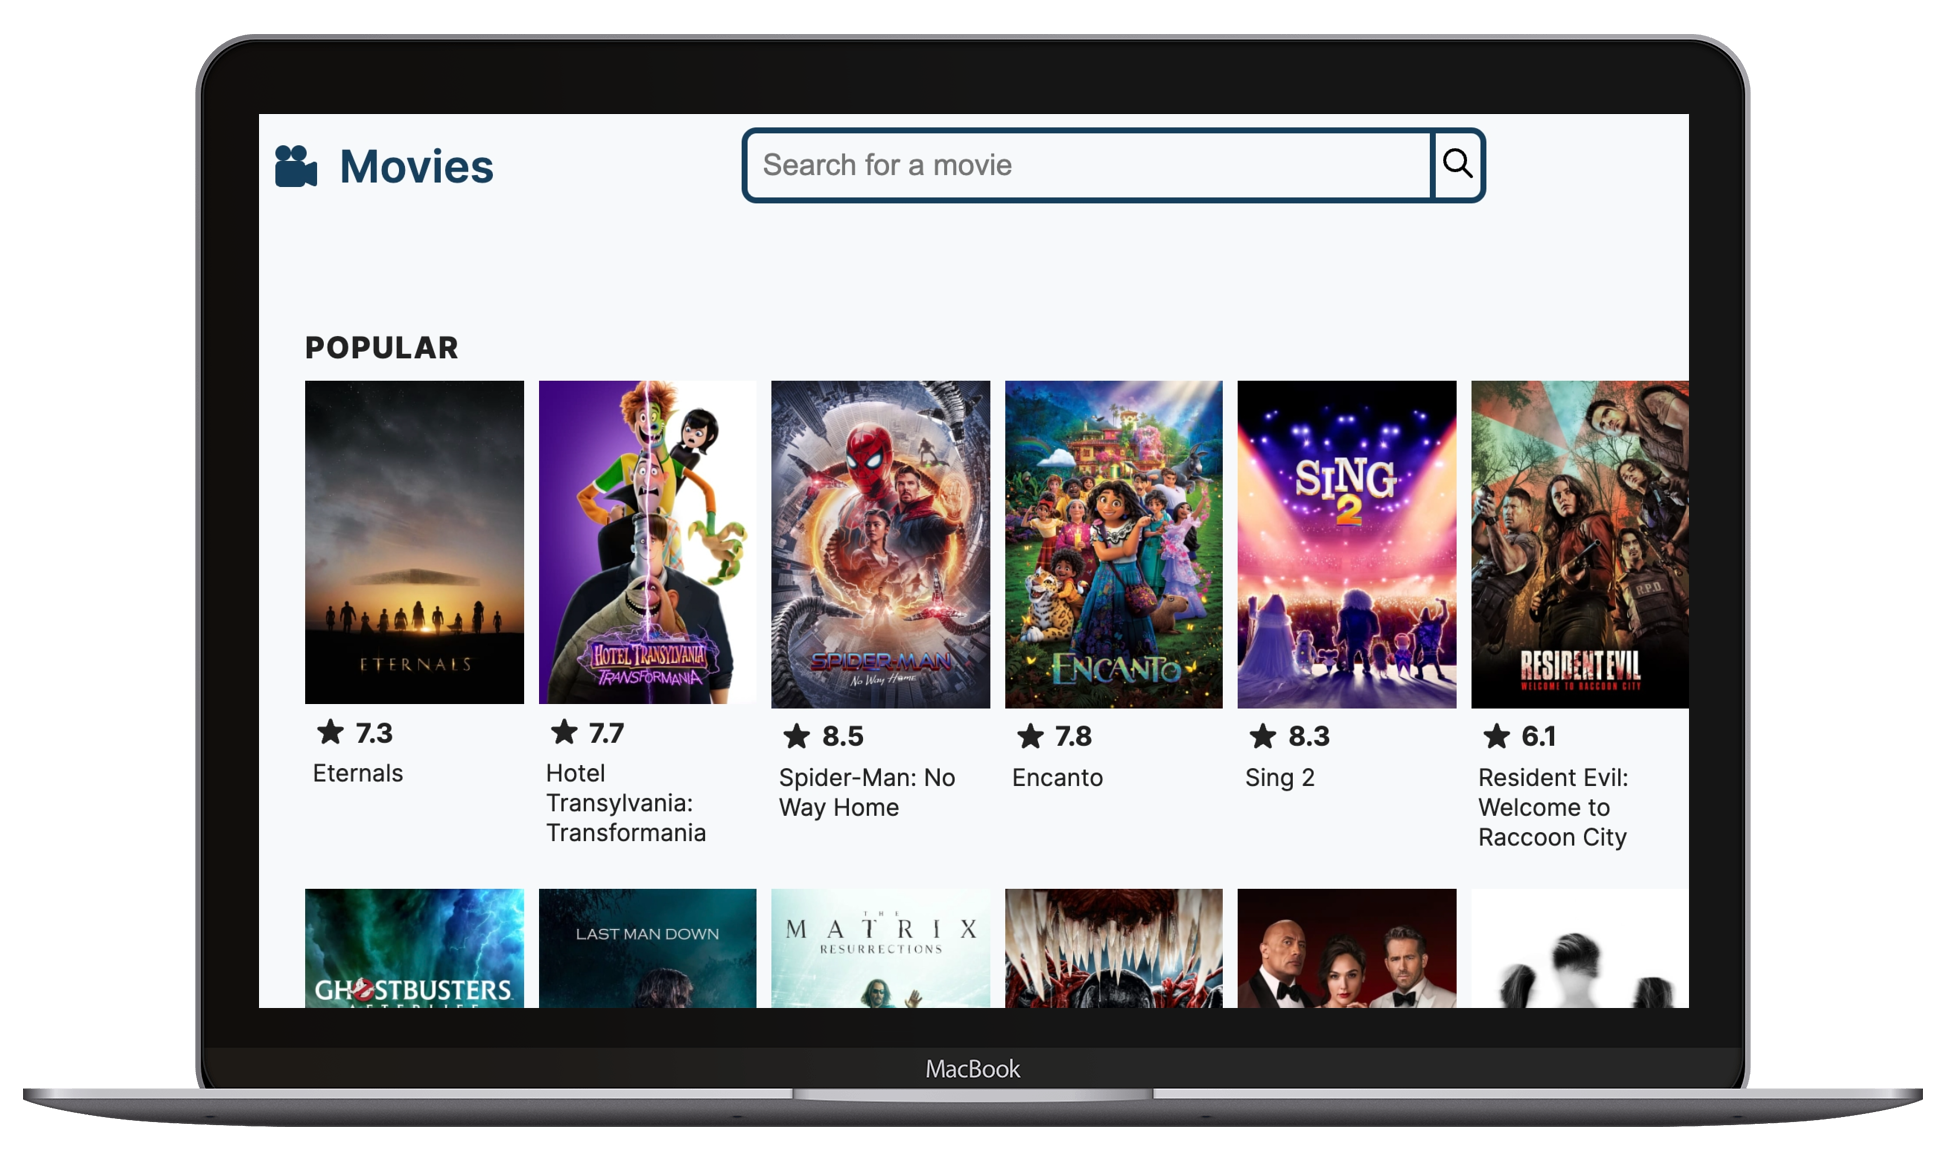 Movies
Search for a movie
POPULAR
ETERNALS
HOTEL TRANSYLVANIA
TRANSFORMANIA
SPIDER-MAN
No Way Home
ENCANTO
SING
2
R.P.D.
RESIDENT EVIL
WELCOME TO RACCOON CITY
7.3
7.7
8.5
7.8
8.3
6.1
Eternals
Hotel
Transylvania:
Transformania
Spider-Man: No
Way Home
Encanto
Sing 2
Resident Evil:
Welcome to
Raccoon City
GHOSTBUSTERS
AFTERLIFE
LAST MAN DOWN
THE
MATRIX
RESURRECTIONS
MacBook